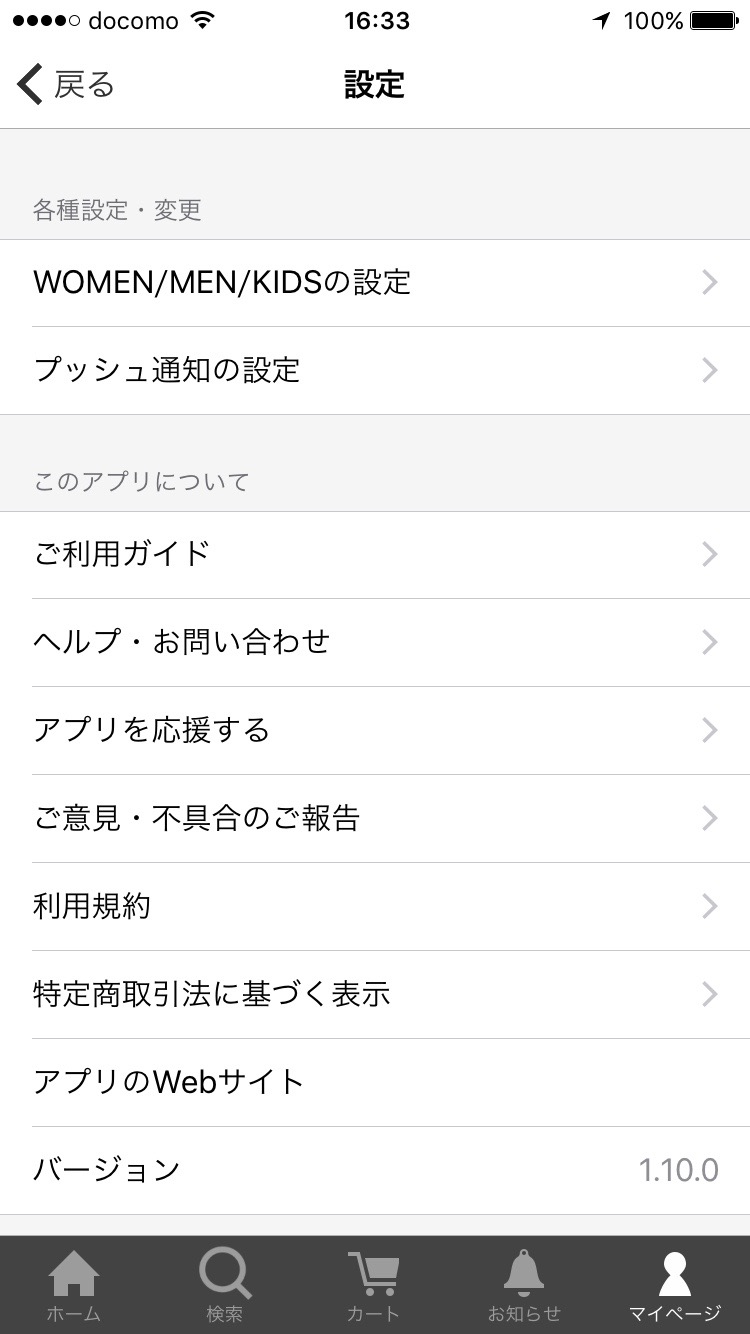 docomo 16:33 100%
戻る 設定
各種設定・変更
WOMEN/MEN/KIDSの設定
プッシュ通知の設定
このアプリについて
ご利用ガイド
ヘルプ・お問い合わせ
アプリを応援する
ご意見・不具合のご報告
利用規約
特定商取引法に基づく表示
アプリのWebサイト
バージョン 1.10.0
ホーム 検索 カート お知らせ マイページ